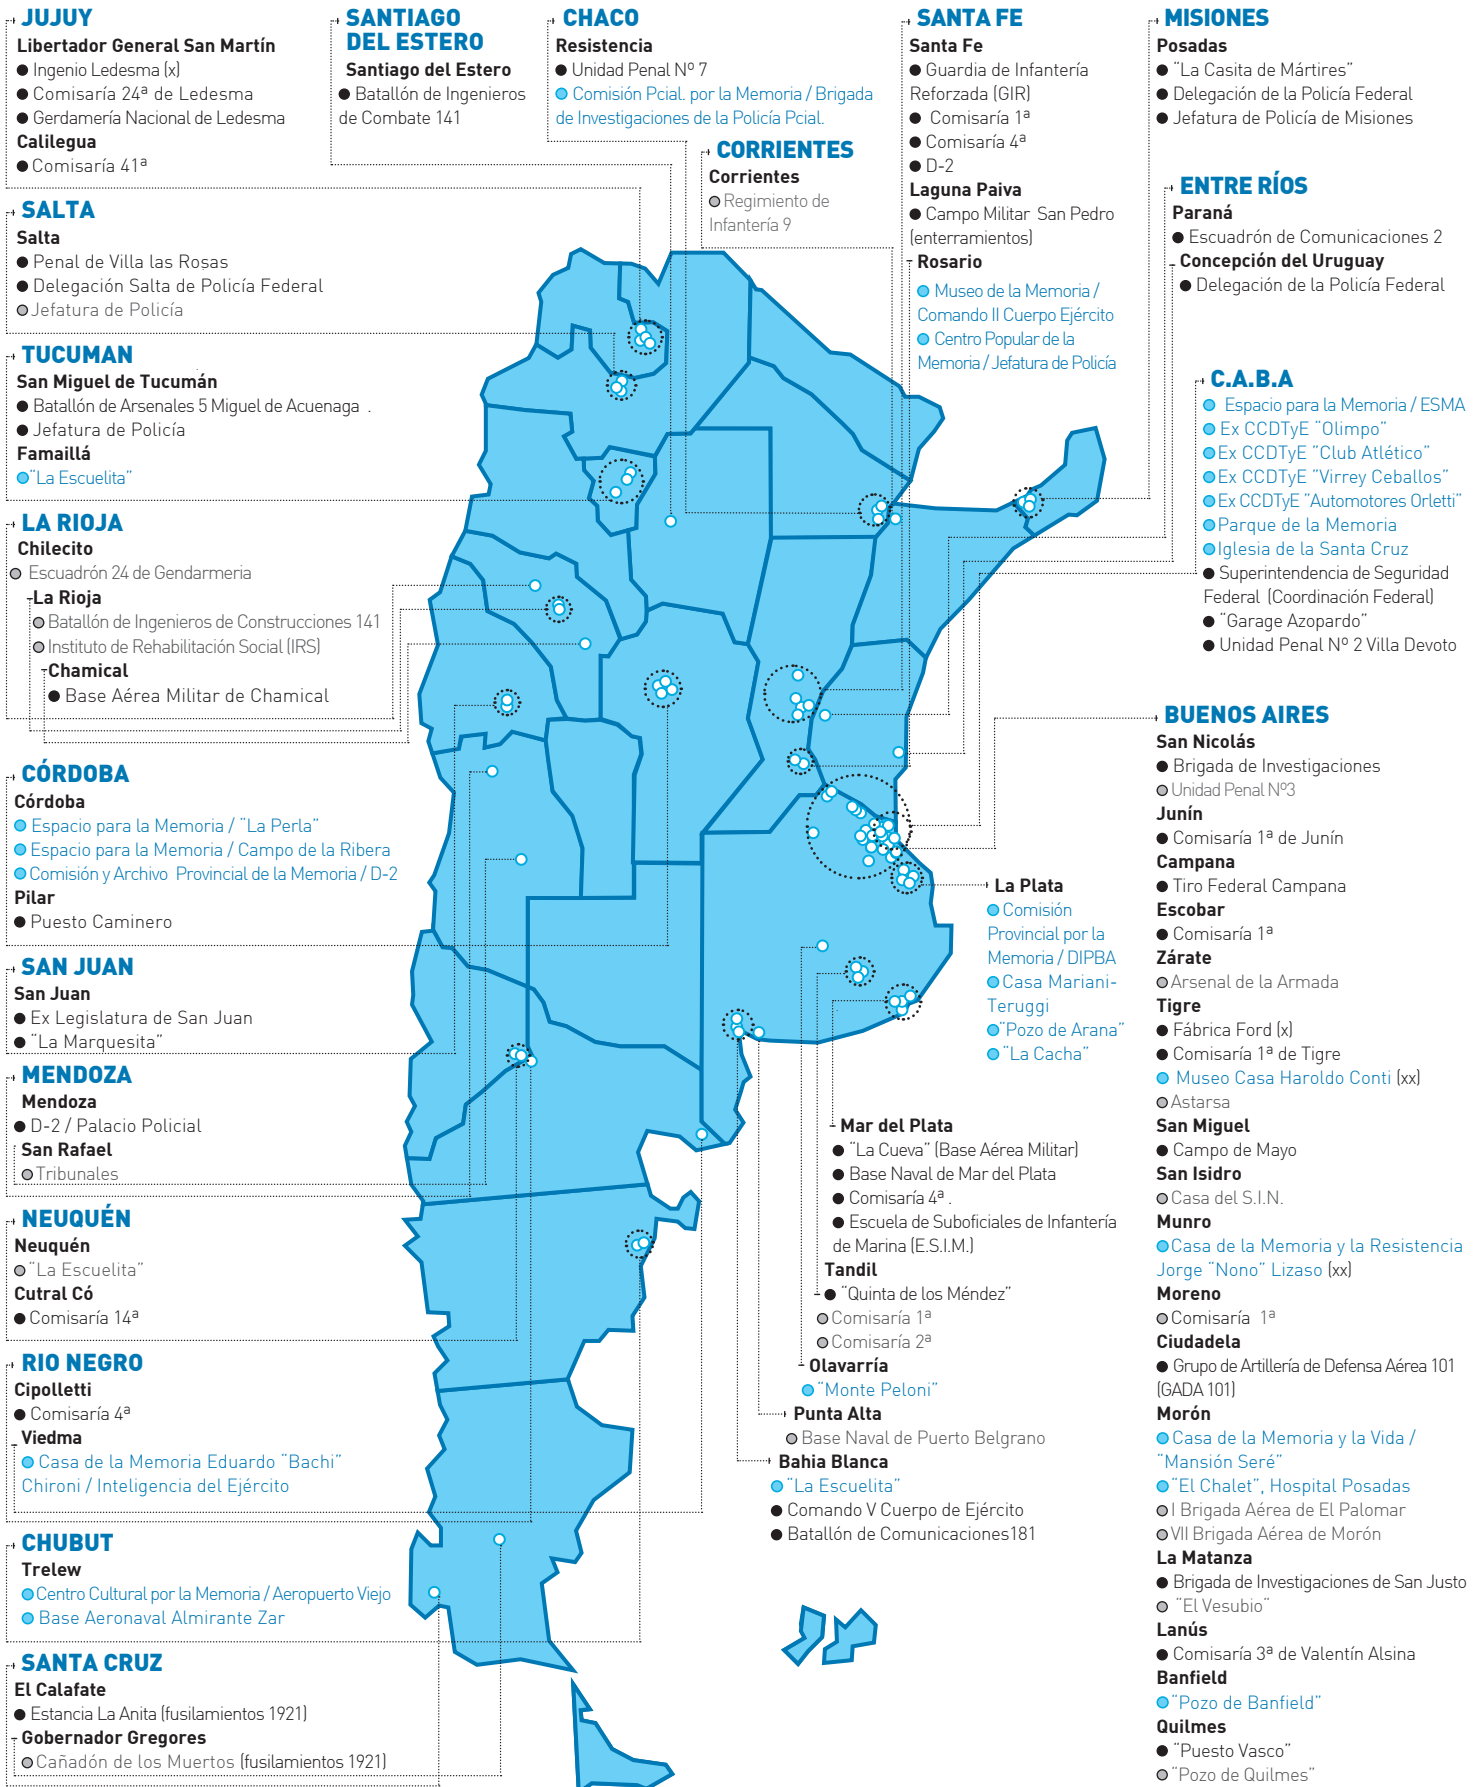 JUJUY
Libertador General San Martín
Ingenio Ledesma (x)
Comisaría 24ª de Ledesma
Gerdamería Nacional de Ledesma
Calilegua
Comisaría 41ª
SALTA
Salta
Penal de Villa las Rosas
Delegación Salta de Policía Federal
Jefatura de Policía
TUCUMAN
San Miguel de Tucumán
Batallón de Arsenales 5 Miguel de Acuenaga .
Jefatura de Policía
Famaillá
"La Escuelita"
LA RIOJA
Chilecito
Escuadrón 24 de Gendarmeria
La Rioja
Batallón de Ingenieros de Construcciones 141
Instituto de Rehabilitación Social (IRS)
Chamical
Base Aérea Militar de Chamical
CÓRDOBA
Córdoba
Espacio para la Memoria / "La Perla"
Espacio para la Memoria / Campo de la Ribera
Comisión y Archivo Provincial de la Memoria / D-2
Pilar
Puesto Caminero
SAN JUAN
San Juan
Ex Legislatura de San Juan
"La Marquesita"
MENDOZA
Mendoza
D-2 / Palacio Policial
San Rafael
Tribunales
NEUQUÉN
Neuquén
"La Escuelita"
Cutral Có
Comisaría 14ª
RIO NEGRO
Cipolletti
Comisaría 4ª
Viedma
Casa de la Memoria Eduardo "Bachi"
Chironi / Inteligencia del Ejército
CHUBUT
Trelew
Centro Cultural por la Memoria / Aeropuerto Viejo
Base Aeronaval Almirante Zar
SANTA CRUZ
El Calafate
Estancia La Anita (fusilamientos 1921)
Gobernador Gregores
Cañadón de los Muertos (fusilamientos 1921)
SANTIAGO
DEL ESTERO
Santiago del Estero
Batallón de Ingenieros
de Combate 141
CHACO
Resistencia
Unidad Penal Nº 7
Comisión Pcial. por la Memoria / Brigada
de Investigaciones de la Policía Pcial.
CORRIENTES
Corrientes
Regimiento de
Infantería 9
SANTA FE
Santa Fe
Guardia de Infantería
Reforzada (GIR)
Comisaría 1ª
Comisaría 4ª
D-2
Laguna Paiva
Campo Militar San Pedro
(enterramientos)
Rosario
Museo de la Memoria /
Comando II Cuerpo Ejército
Centro Popular de la
Memoria / Jefatura de Policía
MISIONES
Posadas
"La Casita de Mártires"
Delegación de la Policía Federal
Jefatura de Policía de Misiones
ENTRE RÍOS
Paraná
Escuadrón de Comunicaciones 2
Concepción del Uruguay
Delegación de la Policía Federal
C.A.B.A
Espacio para la Memoria / ESMA
Ex CCDTyE "Olimpo"
Ex CCDTyE "Club Atlético"
Ex CCDTyE "Virrey Ceballos"
Ex CCDTyE "Automotores Orletti"
Parque de la Memoria
Iglesia de la Santa Cruz
Superintendencia de Seguridad
Federal (Coordinación Federal)
"Garage Azopardo"
Unidad Penal Nº 2 Villa Devoto
BUENOS AIRES
San Nicolás
Brigada de Investigaciones
Unidad Penal Nº3
Junín
Comisaría 1ª de Junín
Campana
Tiro Federal Campana
Escobar
Comisaría 1ª
Zárate
Arsenal de la Armada
Tigre
Fábrica Ford (x)
Comisaría 1ª de Tigre
Museo Casa Haroldo Conti (xx)
Astarsa
San Miguel
Campo de Mayo
San Isidro
Casa del S.I.N.
Munro
Casa de la Memoria y la Resistencia
Jorge "Nono" Lizaso (xx)
Moreno
Comisaría 1ª
Ciudadela
Grupo de Artillería de Defensa Aérea 101
(GADA 101)
Morón
Casa de la Memoria y la Vida /
"Mansión Seré"
"El Chalet", Hospital Posadas
I Brigada Aérea de El Palomar
VII Brigada Aérea de Morón
La Matanza
Brigada de Investigaciones de San Justo
"El Vesubio"
Lanús
Comisaría 3ª de Valentín Alsina
Banfield
"Pozo de Banfield"
Quilmes
"Puesto Vasco"
"Pozo de Quilmes"
La Plata
Comisión
Provincial por la
Memoria / DIPBA
Casa Mariani-
Teruggi
"Pozo de Arana"
"La Cacha"
Mar del Plata
"La Cueva" (Base Aérea Militar)
Base Naval de Mar del Plata
Comisaría 4ª .
Escuela de Suboficiales de Infantería
de Marina (E.S.I.M.)
Tandil
"Quinta de los Méndez"
Comisaría 1ª
Comisaría 2ª
Olavarría
"Monte Peloni"
Punta Alta
Base Naval de Puerto Belgrano
Bahia Blanca
"La Escuelita"
Comando V Cuerpo de Ejército
Batallón de Comunicaciones181